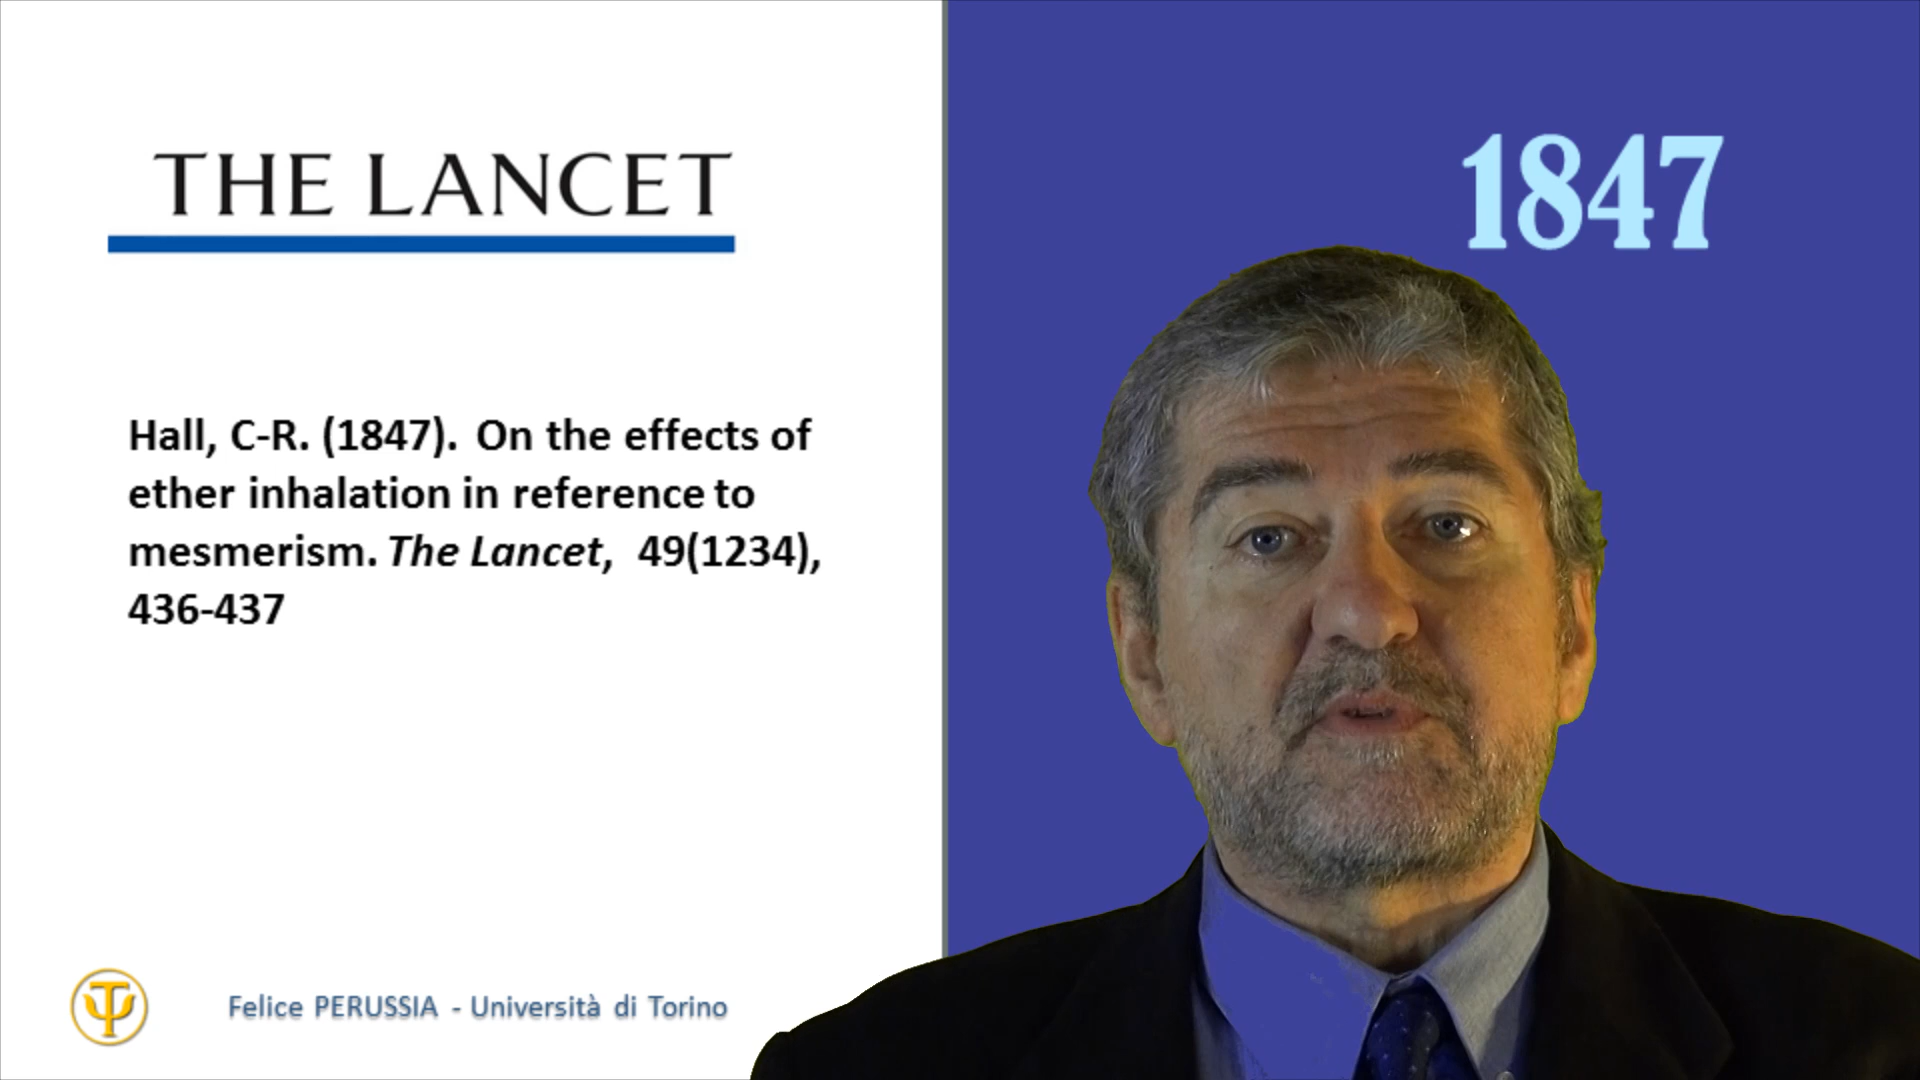 THE LANCET
1847
Hall, C-R. (1847). On the effects of
ether inhalation in reference to
mesmerism. The Lancet, 49(1234),
436-437
Felice PERUSSIA - Università di Torino